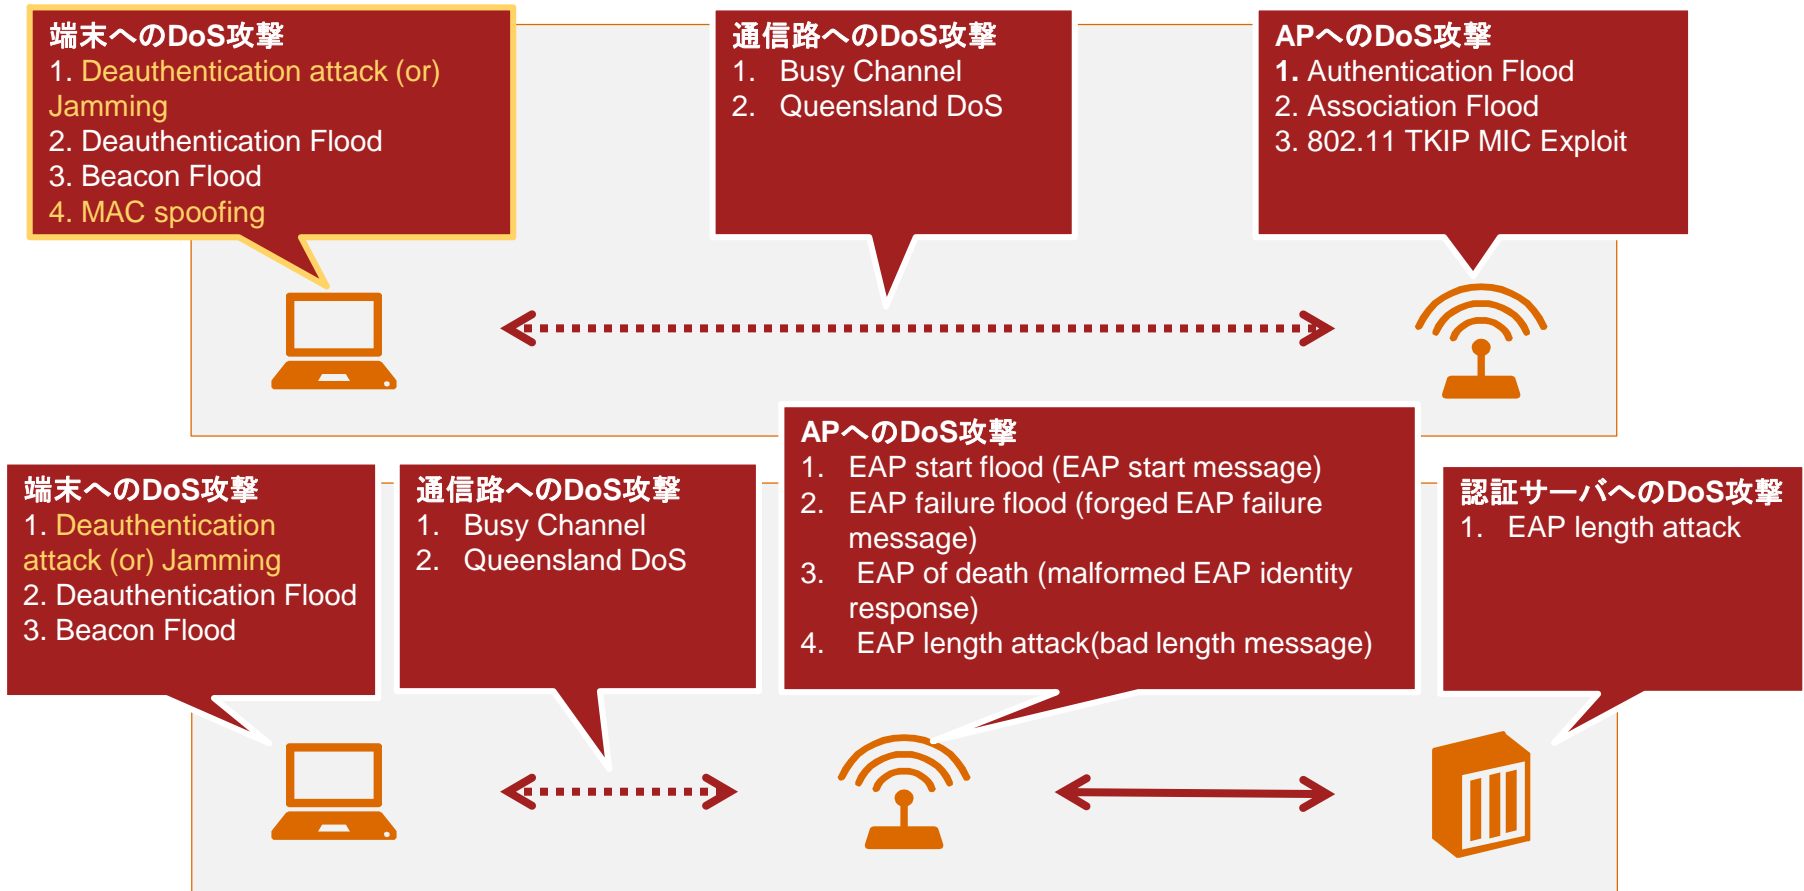 端末へのDoS攻撃
1. Deauthentication attack (or)
Jamming
2. Deauthentication Flood
3. Beacon Flood
4. MAC spoofing
通信路へのDoS攻撃
1. Busy Channel
2. Queensland DoS
APへのDoS攻撃
1. Authentication Flood
2. Association Flood
3. 802.11 TKIP MIC Exploit
端末へのDoS攻撃
1. Deauthentication
attack (or) Jamming
2. Deauthentication Flood
3. Beacon Flood
通信路へのDoS攻撃
1. Busy Channel
2. Queensland DoS
APへのDoS攻撃
1. EAP start flood (EAP start message)
2. EAP failure flood (forged EAP failure
message)
3. EAP of death (malformed EAP identity
response)
4. EAP length attack(bad length message)
認証サーバへのDoS攻撃
1. EAP length attack